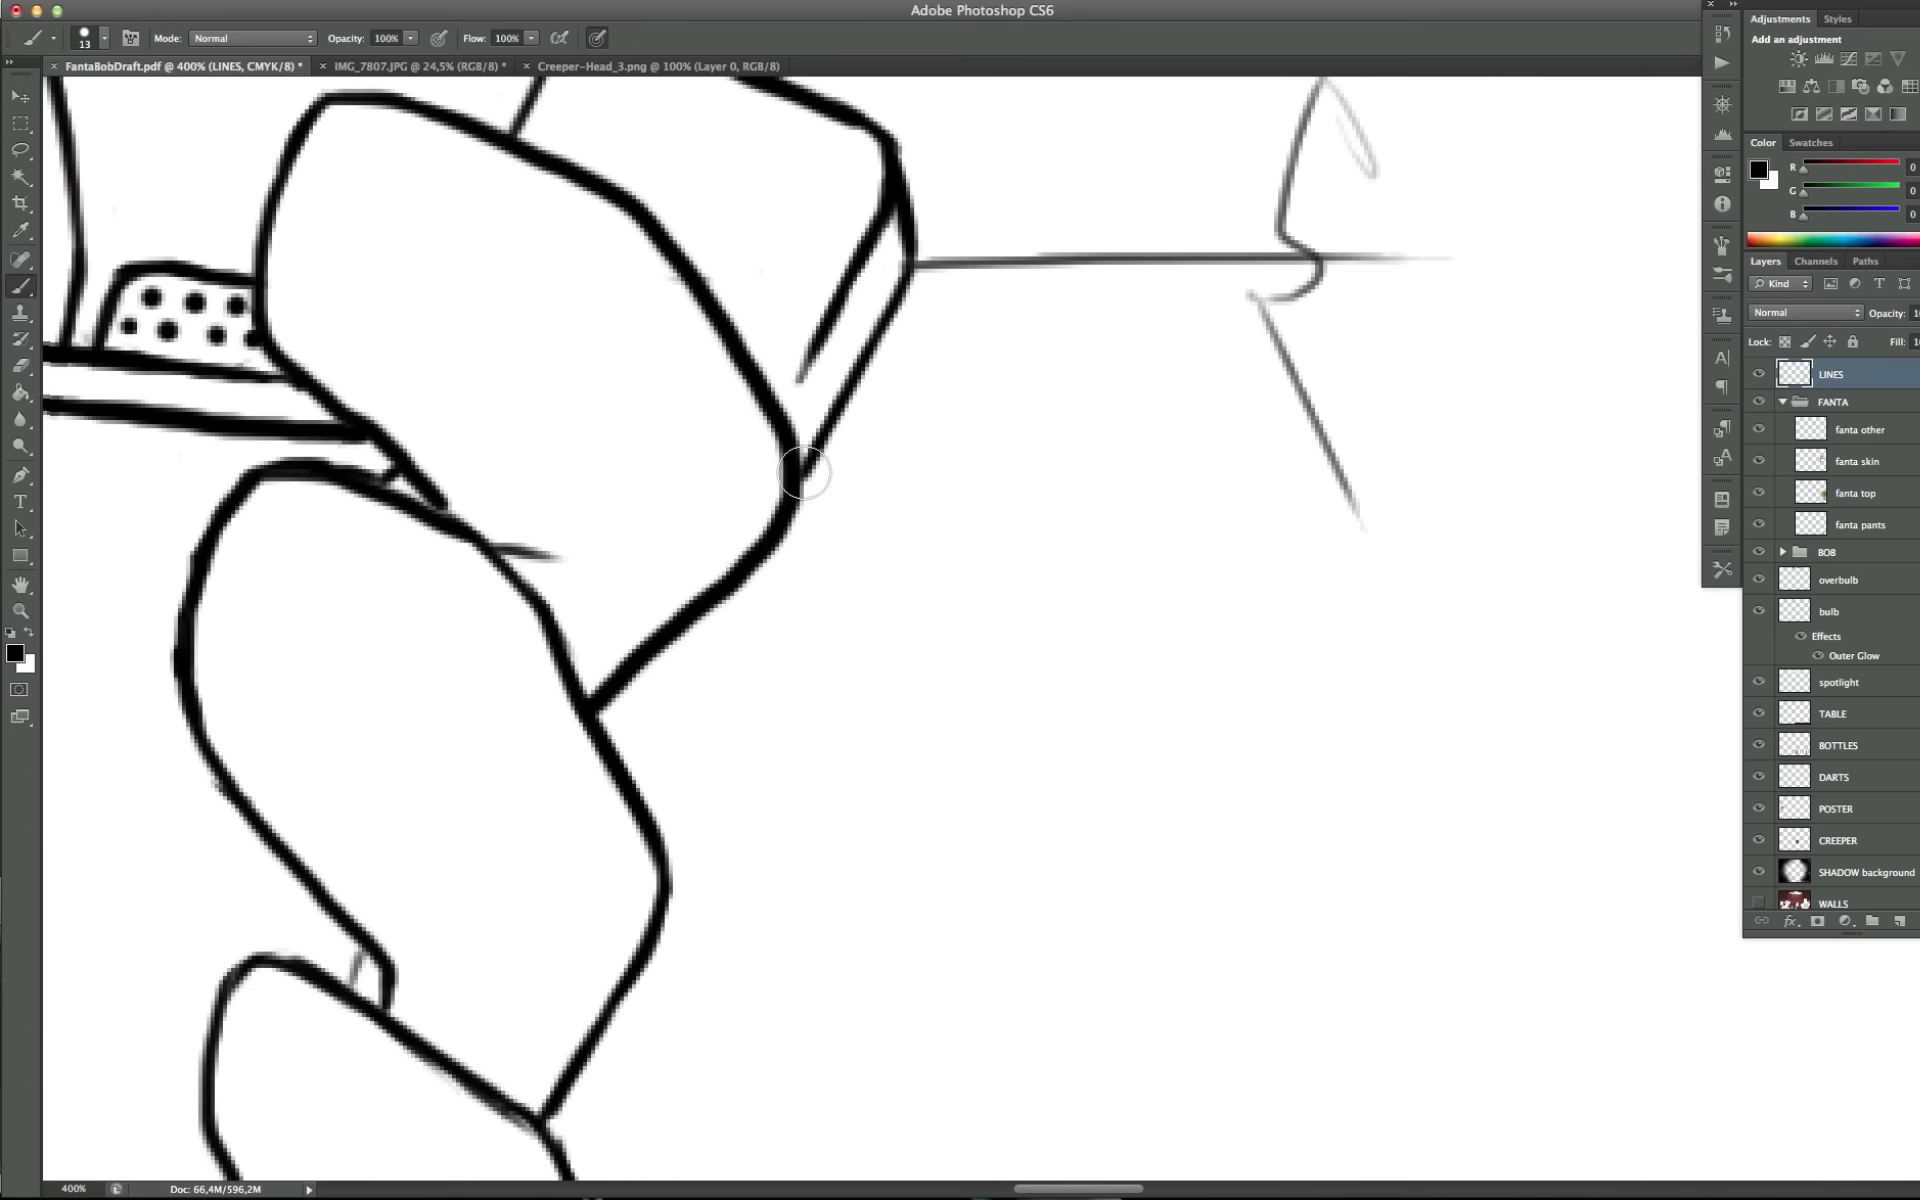 Adobe Photoshop CS6
13
Mode: Normal
Opacity: 100%
Flow: 100%
FantaBobDraft.pdf @ 400% (LINES, CMYK/8) *
IMG_7807.JPG @ 24,5% (RGB/8) *
Creeper-Head_3.png @ 100% (Layer 0, RGB/8)
Adjustments Styles
Add an adjustment
Color Swatches
R 0
G 0
B 0
Layers Channels Paths
Kind
Normal Opacity:
Lock: Fill:
LINES
FANTA
fanta other
fanta skin
fanta top
fanta pants
BOB
overbulb
bulb
Effects
Outer Glow
spotlight
TABLE
BOTTLES
DARTS
POSTER
CREEPER
SHADOW background
WALLS
fx
400%
Doc: 66,4M/596,2M